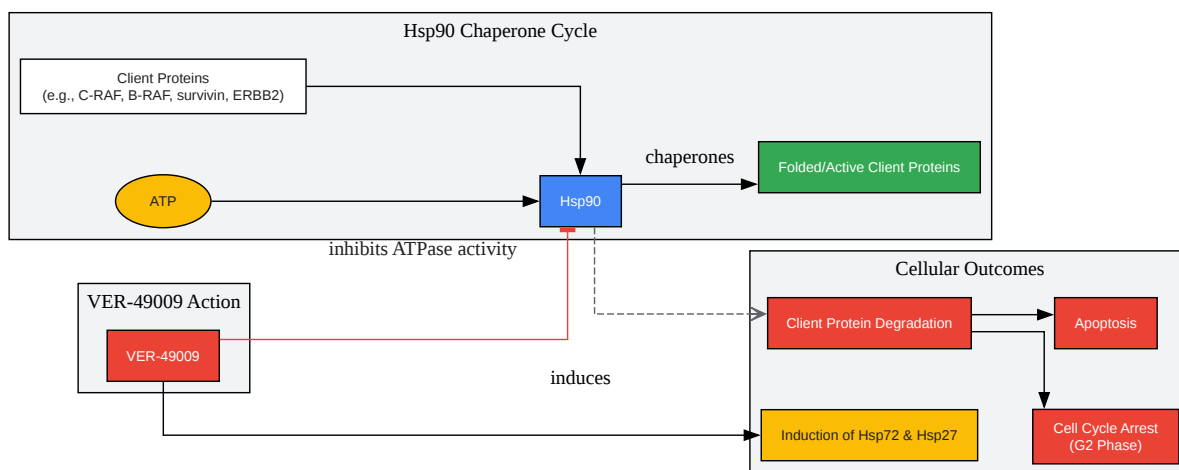 Hsp90 Chaperone Cycle
Client Proteins
(e.g., C-RAF, B-RAF, survivin, ERBB2)
chaperones
Folded/Active Client Proteins
ATP
Hsp90
inhibits ATPase activity
Cellular Outcomes
VER-49009 Action
Client Protein Degradation
Apoptosis
VER-49009
induces
Induction of Hsp72 & Hsp27
Cell Cycle Arrest
(G2 Phase)